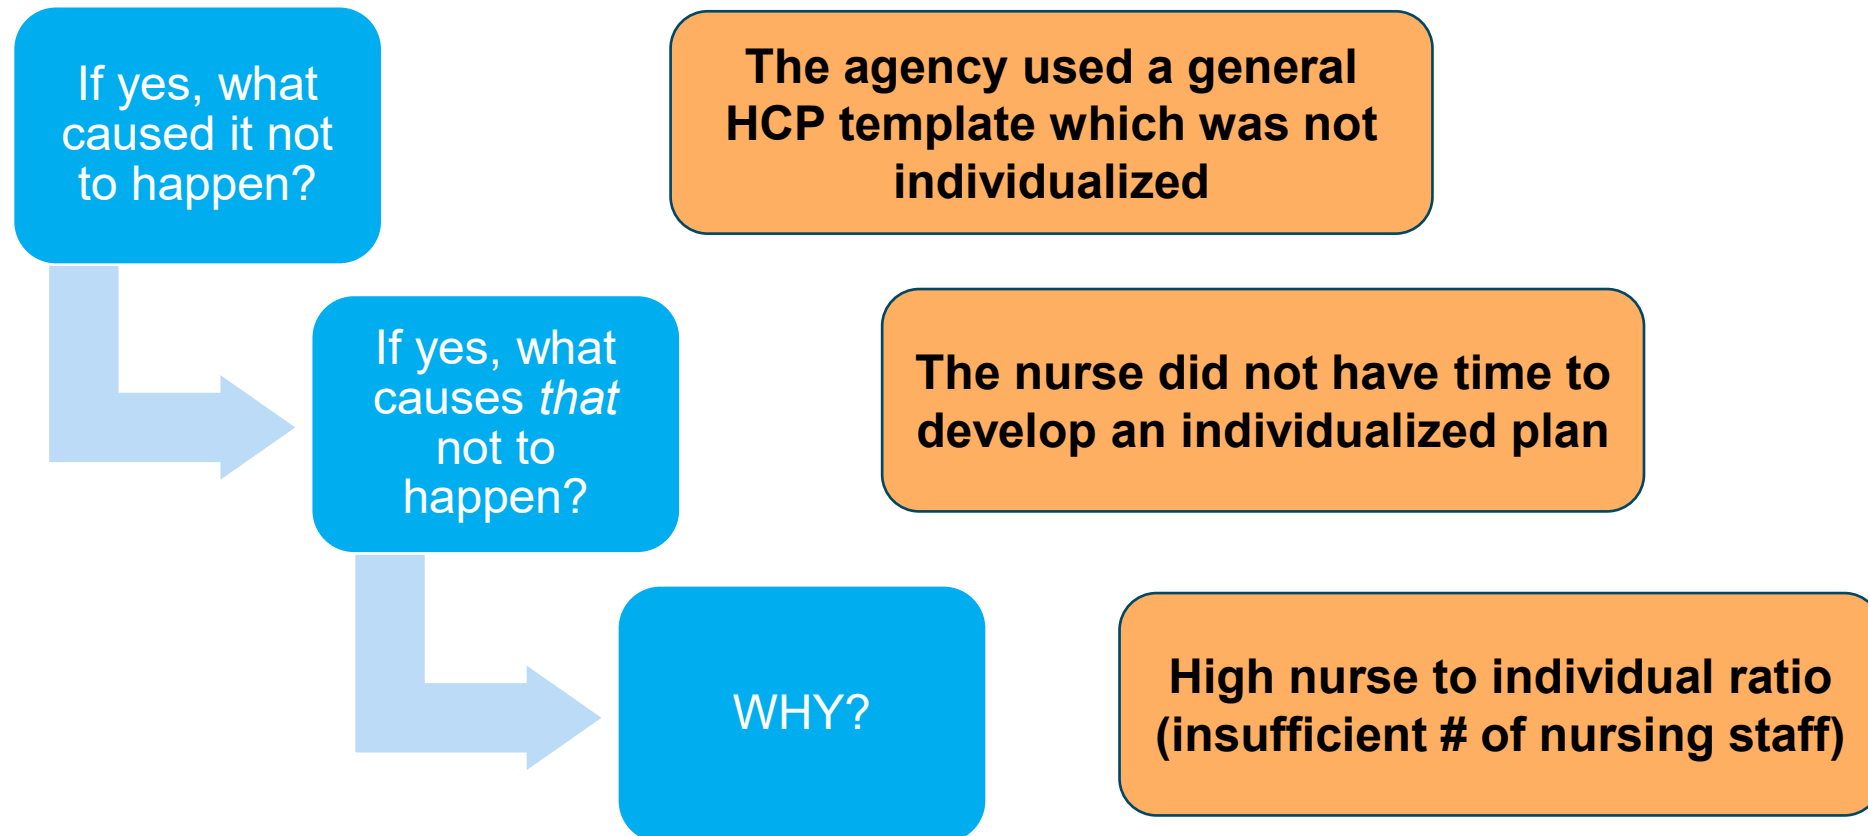 If yes, what
caused it not
to happen?
The agency used a general
HCP template which was not
individualized
If yes, what
causes that
not to
happen?
The nurse did not have time to
develop an individualized plan
WHY?
High nurse to individual ratio
(insufficient # of nursing staff)